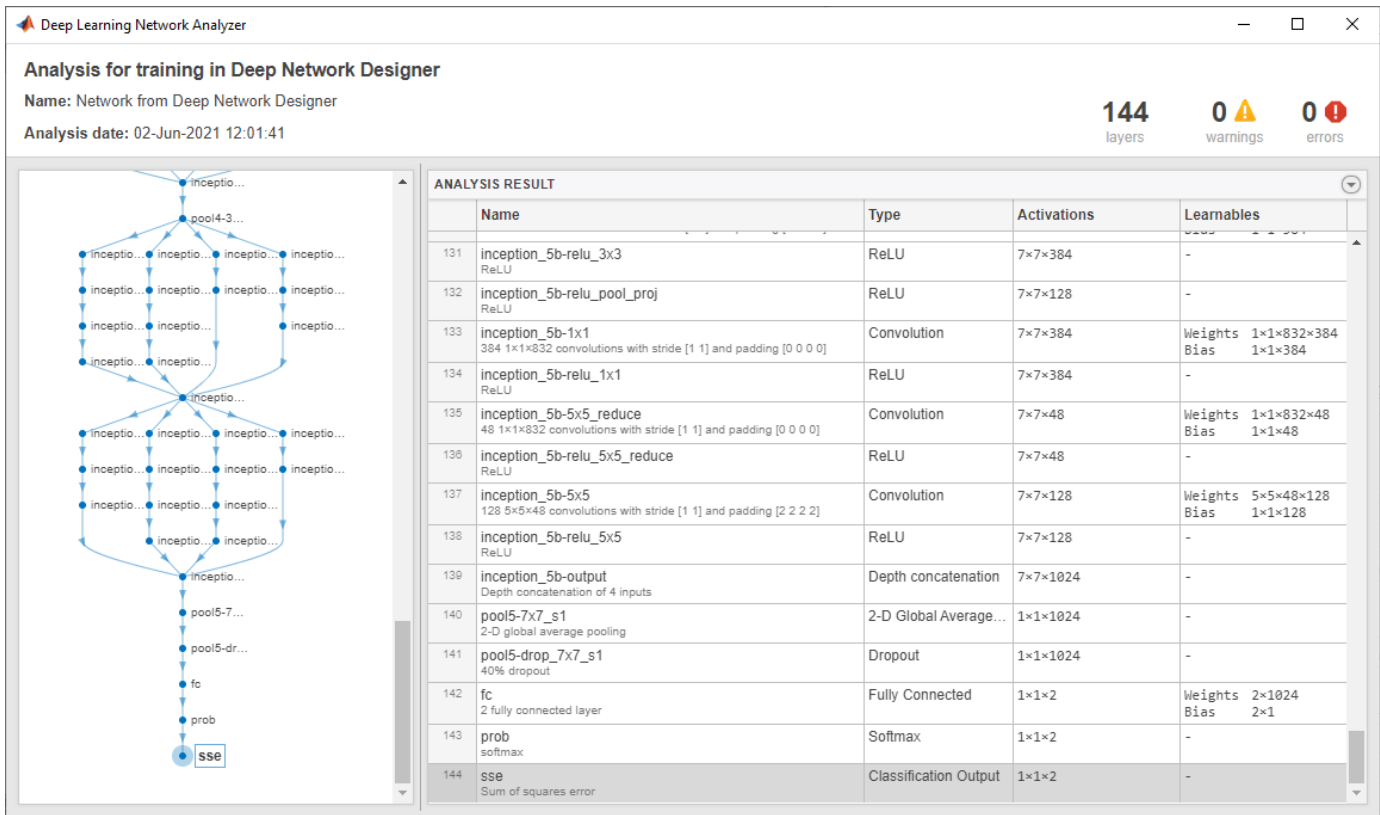 Deep Learning Network Analyzer
Analysis for training in Deep Network Designer
Name: Network from Deep Network Designer
Analysis date: 02-Jun-2021 12:01:41
144
layers
0
warnings
0
errors
inceptio...
pool4-3...
inceptio... inceptio... inceptio... inceptio...
inceptio... inceptio... inceptio... inceptio...
inceptio... inceptio... inceptio...
inceptio... inceptio...
inceptio...
inceptio... inceptio... inceptio... inceptio...
inceptio... inceptio... inceptio... inceptio...
inceptio... inceptio... inceptio...
inceptio... inceptio...
inceptio...
pool5-7...
pool5-dr...
fc
prob
sse
ANALYSIS RESULT
Name Type Activations Learnables
131 inception_5b-relu_3x3 ReLU 7×7×384 -
ReLU
132 inception_5b-relu_pool_proj ReLU 7×7×128 -
ReLU
133 inception_5b-1x1 Convolution 7×7×384 Weights 1×1×832×384
384 1×1×832 convolutions with stride [1 1] and padding [0 0 0 0] Bias 1×1×384
134 inception_5b-relu_1x1 ReLU 7×7×384 -
ReLU
135 inception_5b-5x5_reduce Convolution 7×7×48 Weights 1×1×832×48
48 1×1×832 convolutions with stride [1 1] and padding [0 0 0 0] Bias 1×1×48
136 inception_5b-relu_5x5_reduce ReLU 7×7×48 -
ReLU
137 inception_5b-5x5 Convolution 7×7×128 Weights 5×5×48×128
128 5×5×48 convolutions with stride [1 1] and padding [2 2 2 2] Bias 1×1×128
138 inception_5b-relu_5x5 ReLU 7×7×128 -
ReLU
139 inception_5b-output Depth concatenation 7×7×1024 -
Depth concatenation of 4 inputs
140 pool5-7x7_s1 2-D Global Average... 1×1×1024 -
2-D global average pooling
141 pool5-drop_7x7_s1 Dropout 1×1×1024 -
40% dropout
142 fc Fully Connected 1×1×2 Weights 2×1024
2 fully connected layer Bias 2×1
143 prob Softmax 1×1×2 -
softmax
144 sse Classification Output 1×1×2 -
Sum of squares error